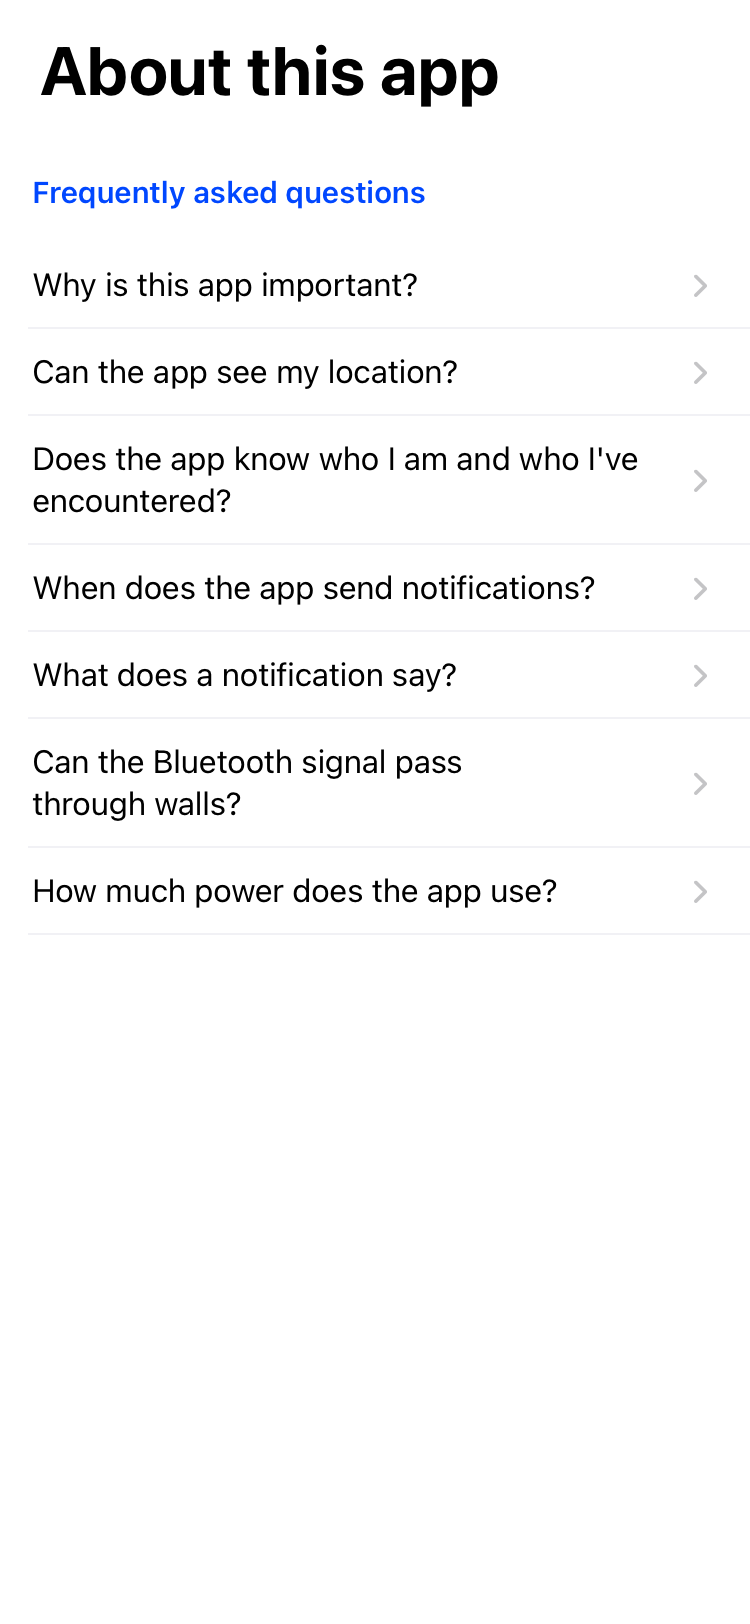 About this app
Frequently asked questions
Why is this app important?
Can the app see my location?
Does the app know who I am and who I've
encountered?
When does the app send notifications?
What does a notification say?
Can the Bluetooth signal pass
through walls?
How much power does the app use?